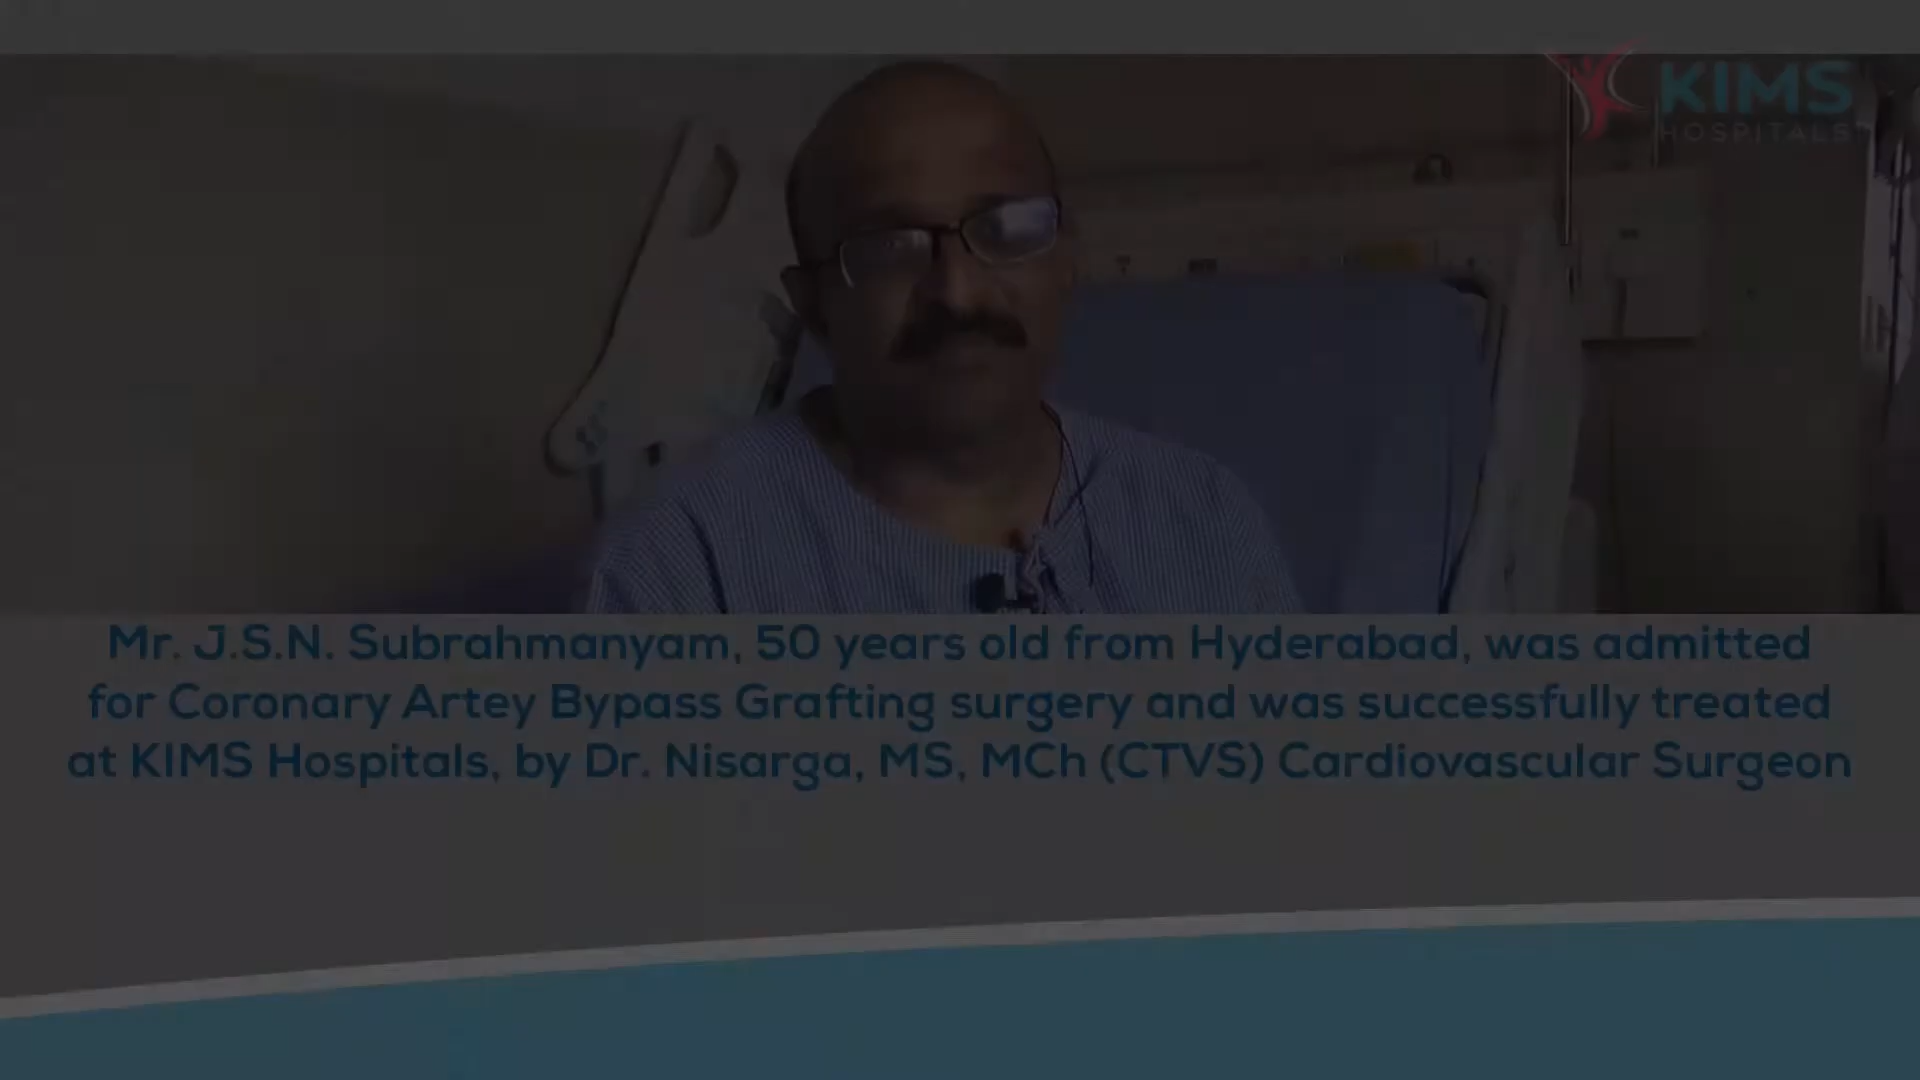 KIMS
HOSPITALS
Mr. J.S.N. Subrahmanyam, 50 years old from Hyderabad, was admitted
for Coronary Artey Bypass Grafting surgery and was successfully treated
at KIMS Hospitals, by Dr. Nisarga, MS, MCh (CTVS) Cardiovascular Surgeon